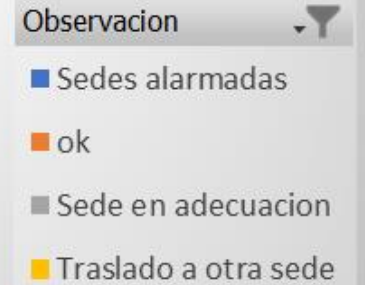 Observacion
Sedes alarmadas
ok
Sede en adecuacion
Traslado a otra sede